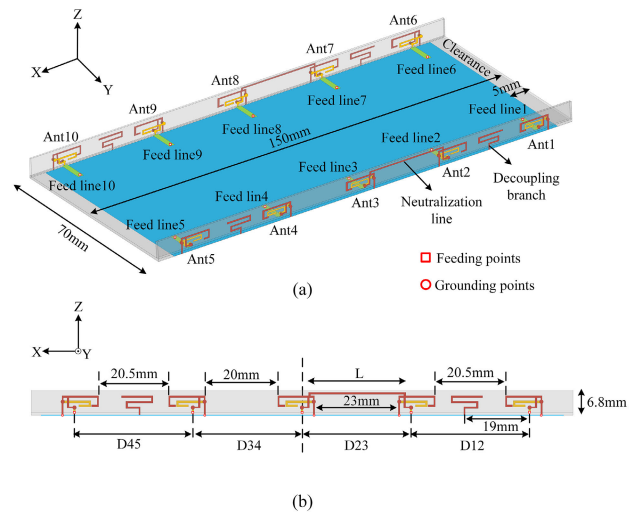 (a)
Z
X
Y
Ant6
Ant7
Ant8
Ant9
Ant10
Clearance
5mm
Feed line6
Feed line7
Feed line8
Feed line9
Feed line10
150mm
Feed line1
Feed line2
Feed line3
Feed lin4
Feed line5
Ant1
Ant2
Ant3
Ant4
Ant5
Decoupling
branch
Neutralization
line
70mm
Feeding points
Grounding points
(a)
Z
X
Y
20.5mm
20mm
L
20.5mm
23mm
6.8mm
19mm
D45
D34
D23
D12
(b)